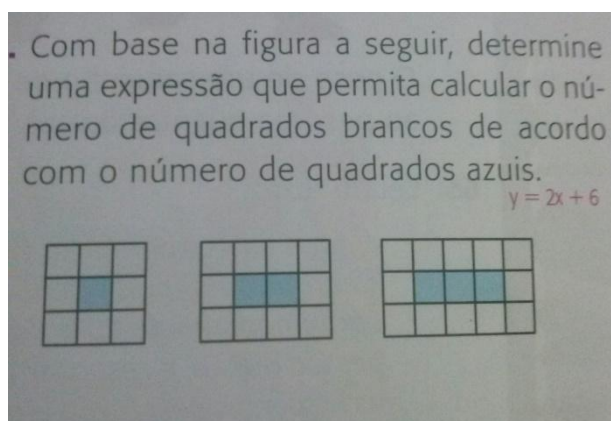 . Com base na figura a seguir, determine
uma expressão que permita calcular o nú-
mero de quadrados brancos de acordo
com o número de quadrados azuis.
y = 2x + 6